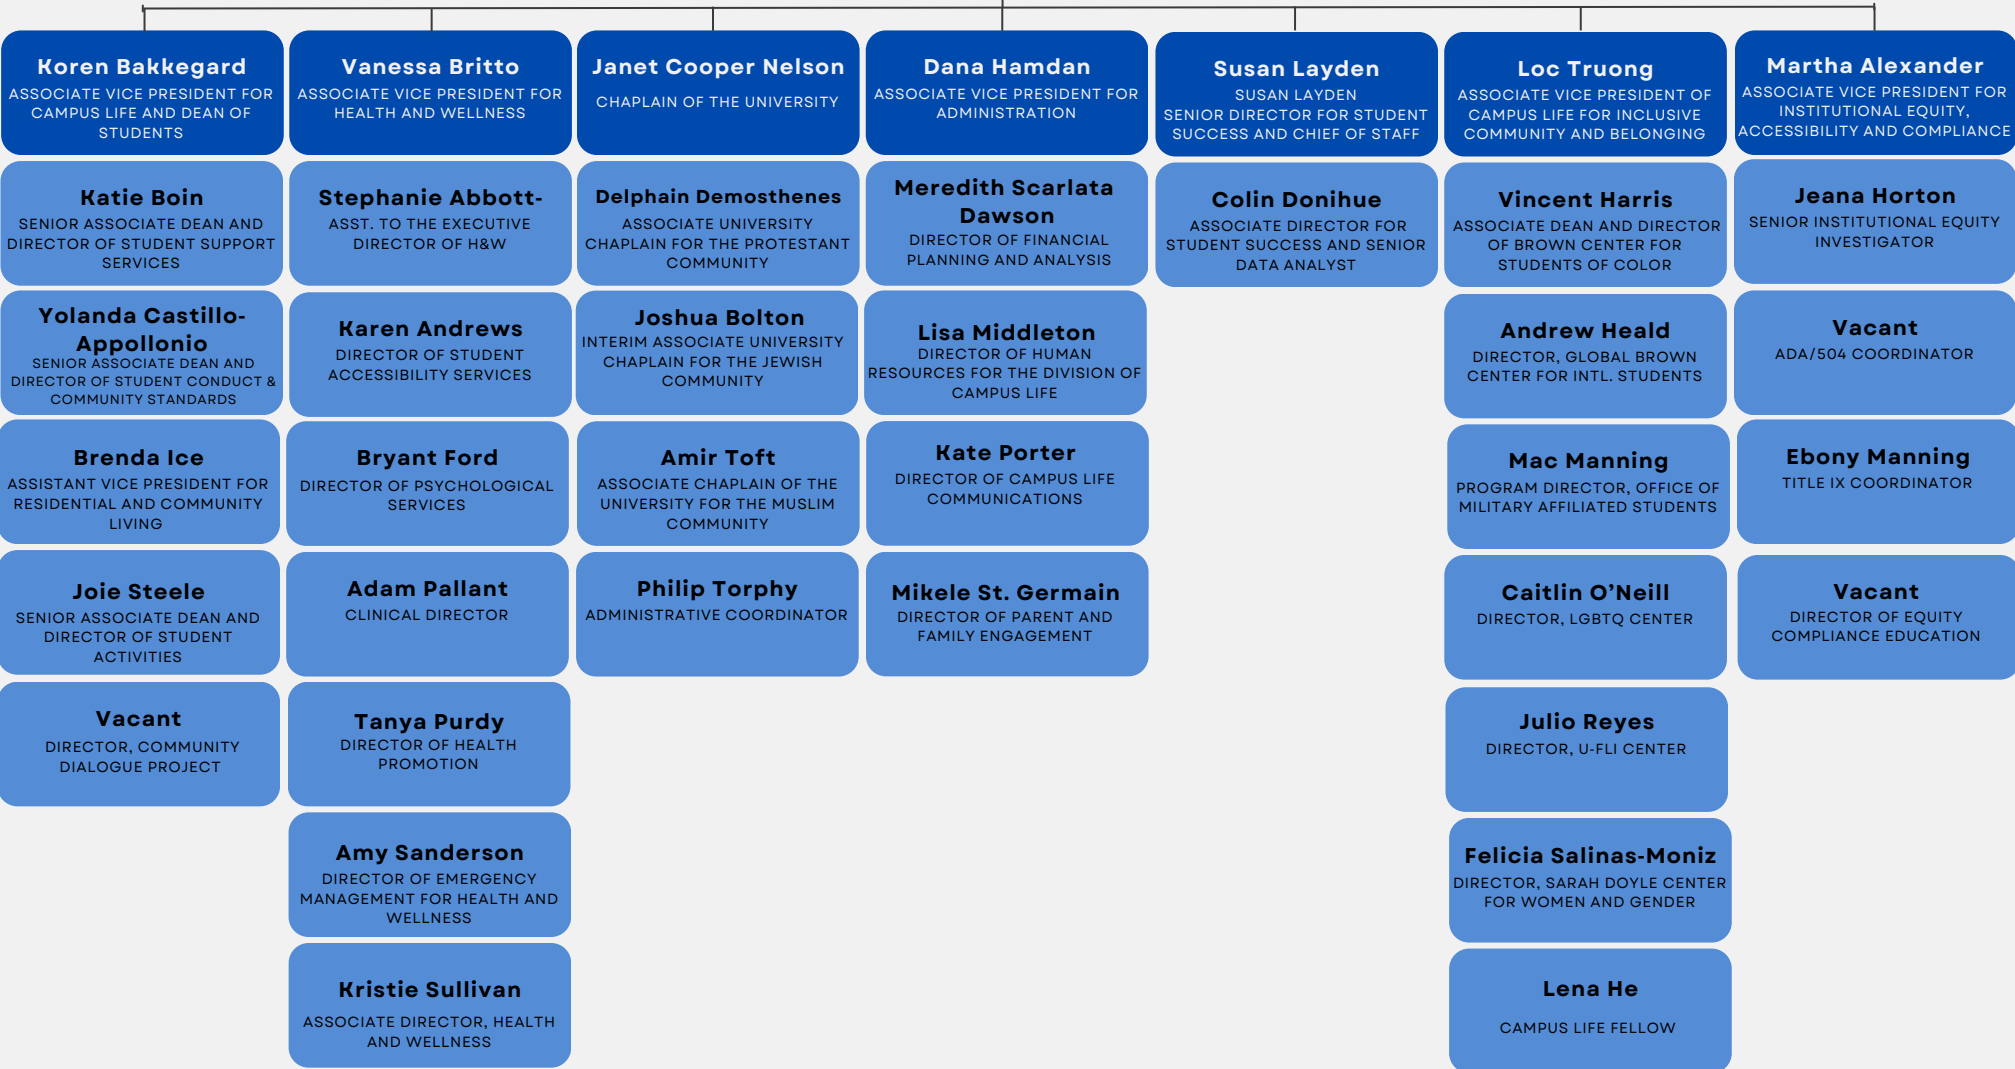 Koren Bakkegard
ASSOCIATE VICE PRESIDENT FOR
CAMPUS LIFE AND DEAN OF
STUDENTS
Katie Boin
SENIOR ASSOCIATE DEAN AND
DIRECTOR OF STUDENT SUPPORT
SERVICES
Yolanda Castillo-
Appollonio
SENIOR ASSOCIATE DEAN AND
DIRECTOR OF STUDENT CONDUCT &
COMMUNITY STANDARDS
Brenda Ice
ASSISTANT VICE PRESIDENT FOR
RESIDENTIAL AND COMMUNITY
LIVING
Joie Steele
SENIOR ASSOCIATE DEAN AND
DIRECTOR OF STUDENT
ACTIVITIES
Vacant
DIRECTOR, COMMUNITY
DIALOGUE PROJECT
Vanessa Britto
ASSOCIATE VICE PRESIDENT FOR
HEALTH AND WELLNESS
Stephanie Abbott-
ASST. TO THE EXECUTIVE
DIRECTOR OF H&W
Karen Andrews
DIRECTOR OF STUDENT
ACCESSIBILITY SERVICES
Bryant Ford
DIRECTOR OF PSYCHOLOGICAL
SERVICES
Adam Pallant
CLINICAL DIRECTOR
Tanya Purdy
DIRECTOR OF HEALTH
PROMOTION
Amy Sanderson
DIRECTOR OF EMERGENCY
MANAGEMENT FOR HEALTH AND
WELLNESS
Kristie Sullivan
ASSOCIATE DIRECTOR, HEALTH
AND WELLNESS
Janet Cooper Nelson
CHAPLAIN OF THE UNIVERSITY
Delphain Demosthenes
ASSOCIATE UNIVERSITY
CHAPLAIN FOR THE PROTESTANT
COMMUNITY
Joshua Bolton
INTERIM ASSOCIATE UNIVERSITY
CHAPLAIN FOR THE JEWISH
COMMUNITY
Amir Toft
ASSOCIATE CHAPLAIN OF THE
UNIVERSITY FOR THE MUSLIM
COMMUNITY
Philip Torphy
ADMINISTRATIVE COORDINATOR
Dana Hamdan
ASSOCIATE VICE PRESIDENT FOR
ADMINISTRATION
Meredith Scarlata
Dawson
DIRECTOR OF FINANCIAL
PLANNING AND ANALYSIS
Lisa Middleton
DIRECTOR OF HUMAN
RESOURCES FOR THE DIVISION OF
CAMPUS LIFE
Kate Porter
DIRECTOR OF CAMPUS LIFE
COMMUNICATIONS
Mikele St. Germain
DIRECTOR OF PARENT AND
FAMILY ENGAGEMENT
Susan Layden
SUSAN LAYDEN
SENIOR DIRECTOR FOR STUDENT
SUCCESS AND CHIEF OF STAFF
Colin Donihue
ASSOCIATE DIRECTOR FOR
STUDENT SUCCESS AND SENIOR
DATA ANALYST
Loc Truong
ASSOCIATE VICE PRESIDENT OF
CAMPUS LIFE FOR INCLUSIVE
COMMUNITY AND BELONGING
Vincent Harris
ASSOCIATE DEAN AND DIRECTOR
OF BROWN CENTER FOR
STUDENTS OF COLOR
Andrew Heald
DIRECTOR, GLOBAL BROWN
CENTER FOR INTL. STUDENTS
Mac Manning
PROGRAM DIRECTOR, OFFICE OF
MILITARY AFFILIATED STUDENTS
Caitlin O’Neill
DIRECTOR, LGBTQ CENTER
Julio Reyes
DIRECTOR, U-FLI CENTER
Felicia Salinas-Moniz
DIRECTOR, SARAH DOYLE CENTER
FOR WOMEN AND GENDER
Lena He
CAMPUS LIFE FELLOW
Martha Alexander
ASSOCIATE VICE PRESIDENT FOR
INSTITUTIONAL EQUITY,
ACCESSIBILITY AND COMPLIANCE
Jeana Horton
SENIOR INSTITUTIONAL EQUITY
INVESTIGATOR
Vacant
ADA/504 COORDINATOR
Ebony Manning
TITLE IX COORDINATOR
Vacant
DIRECTOR OF EQUITY
COMPLIANCE EDUCATION